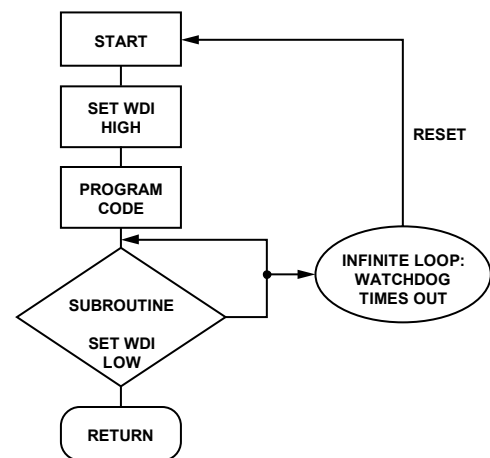 START
SET WDI
HIGH
PROGRAM
CODE
SUBROUTINE
SET WDI
LOW
RETURN
RESET
INFINITE LOOP:
WATCHDOG
TIMES OUT